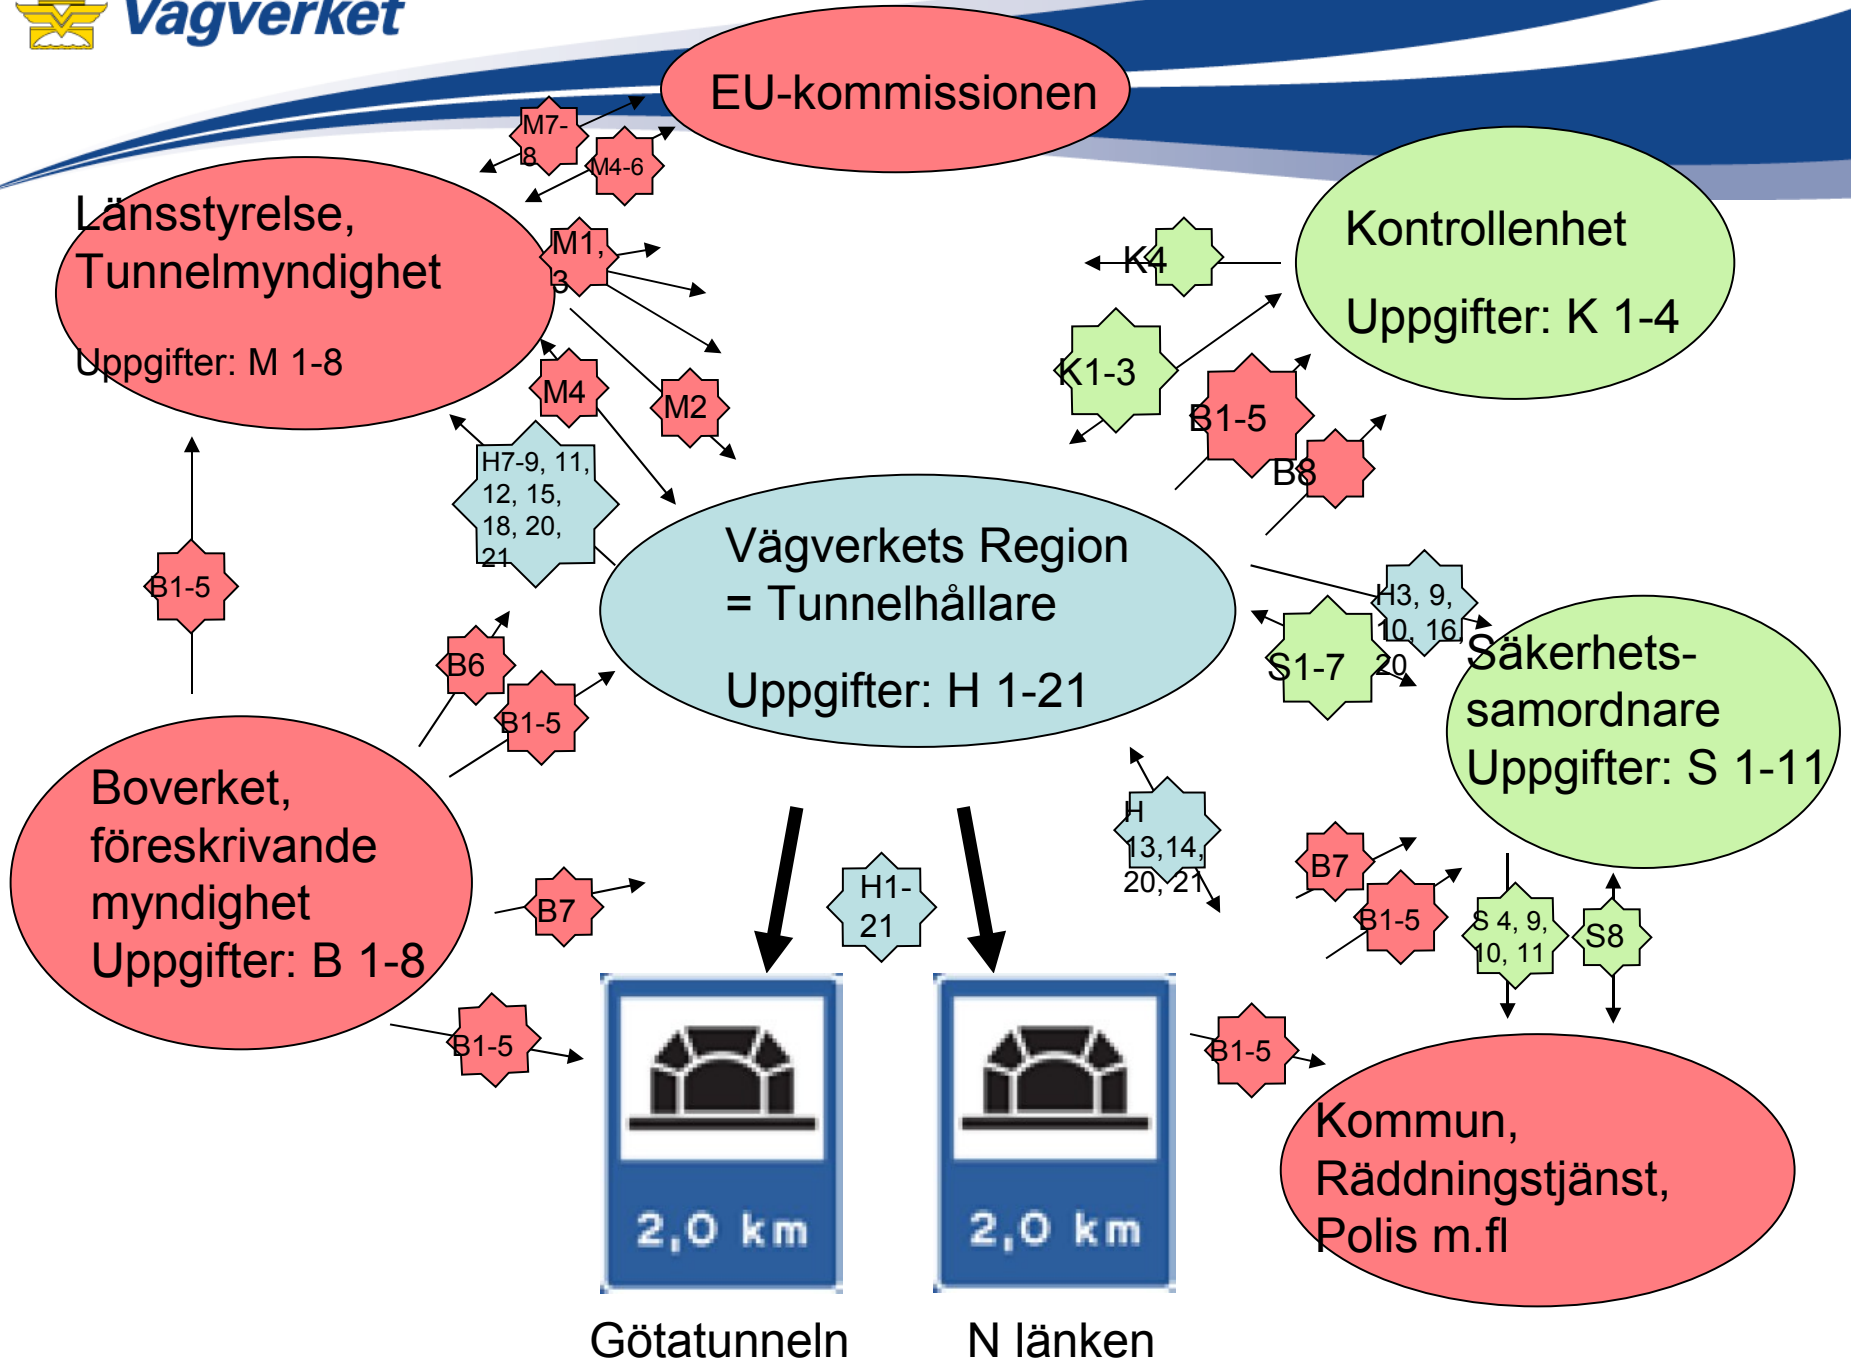 Vägverket
EU-kommissionen
M7-
8
M4-6
Länsstyrelse,
Tunnelmyndighet
Uppgifter: M 1-8
M1,
3
M4
M2
Kontrollenhet
Uppgifter: K 1-4
K4
K1-3
B1-5
B8
H7-9, 11,
12, 15,
18, 20,
21
Vägverkets Region
= Tunnelhållare
Uppgifter: H 1-21
B1-5
B6
B1-5
H3, 9,
10, 16,
20
S1-7
Säkerhets-
samordnare
Uppgifter: S 1-11
Boverket,
föreskrivande
myndighet
Uppgifter: B 1-8
B7
B1-5
H1-
21
H
13,14,
20, 21
B7
B1-5
S 4, 9,
10, 11
S8
B1-5
Kommun,
Räddningstjänst,
Polis m.fl
2,0 km
2,0 km
Götatunneln
N länken